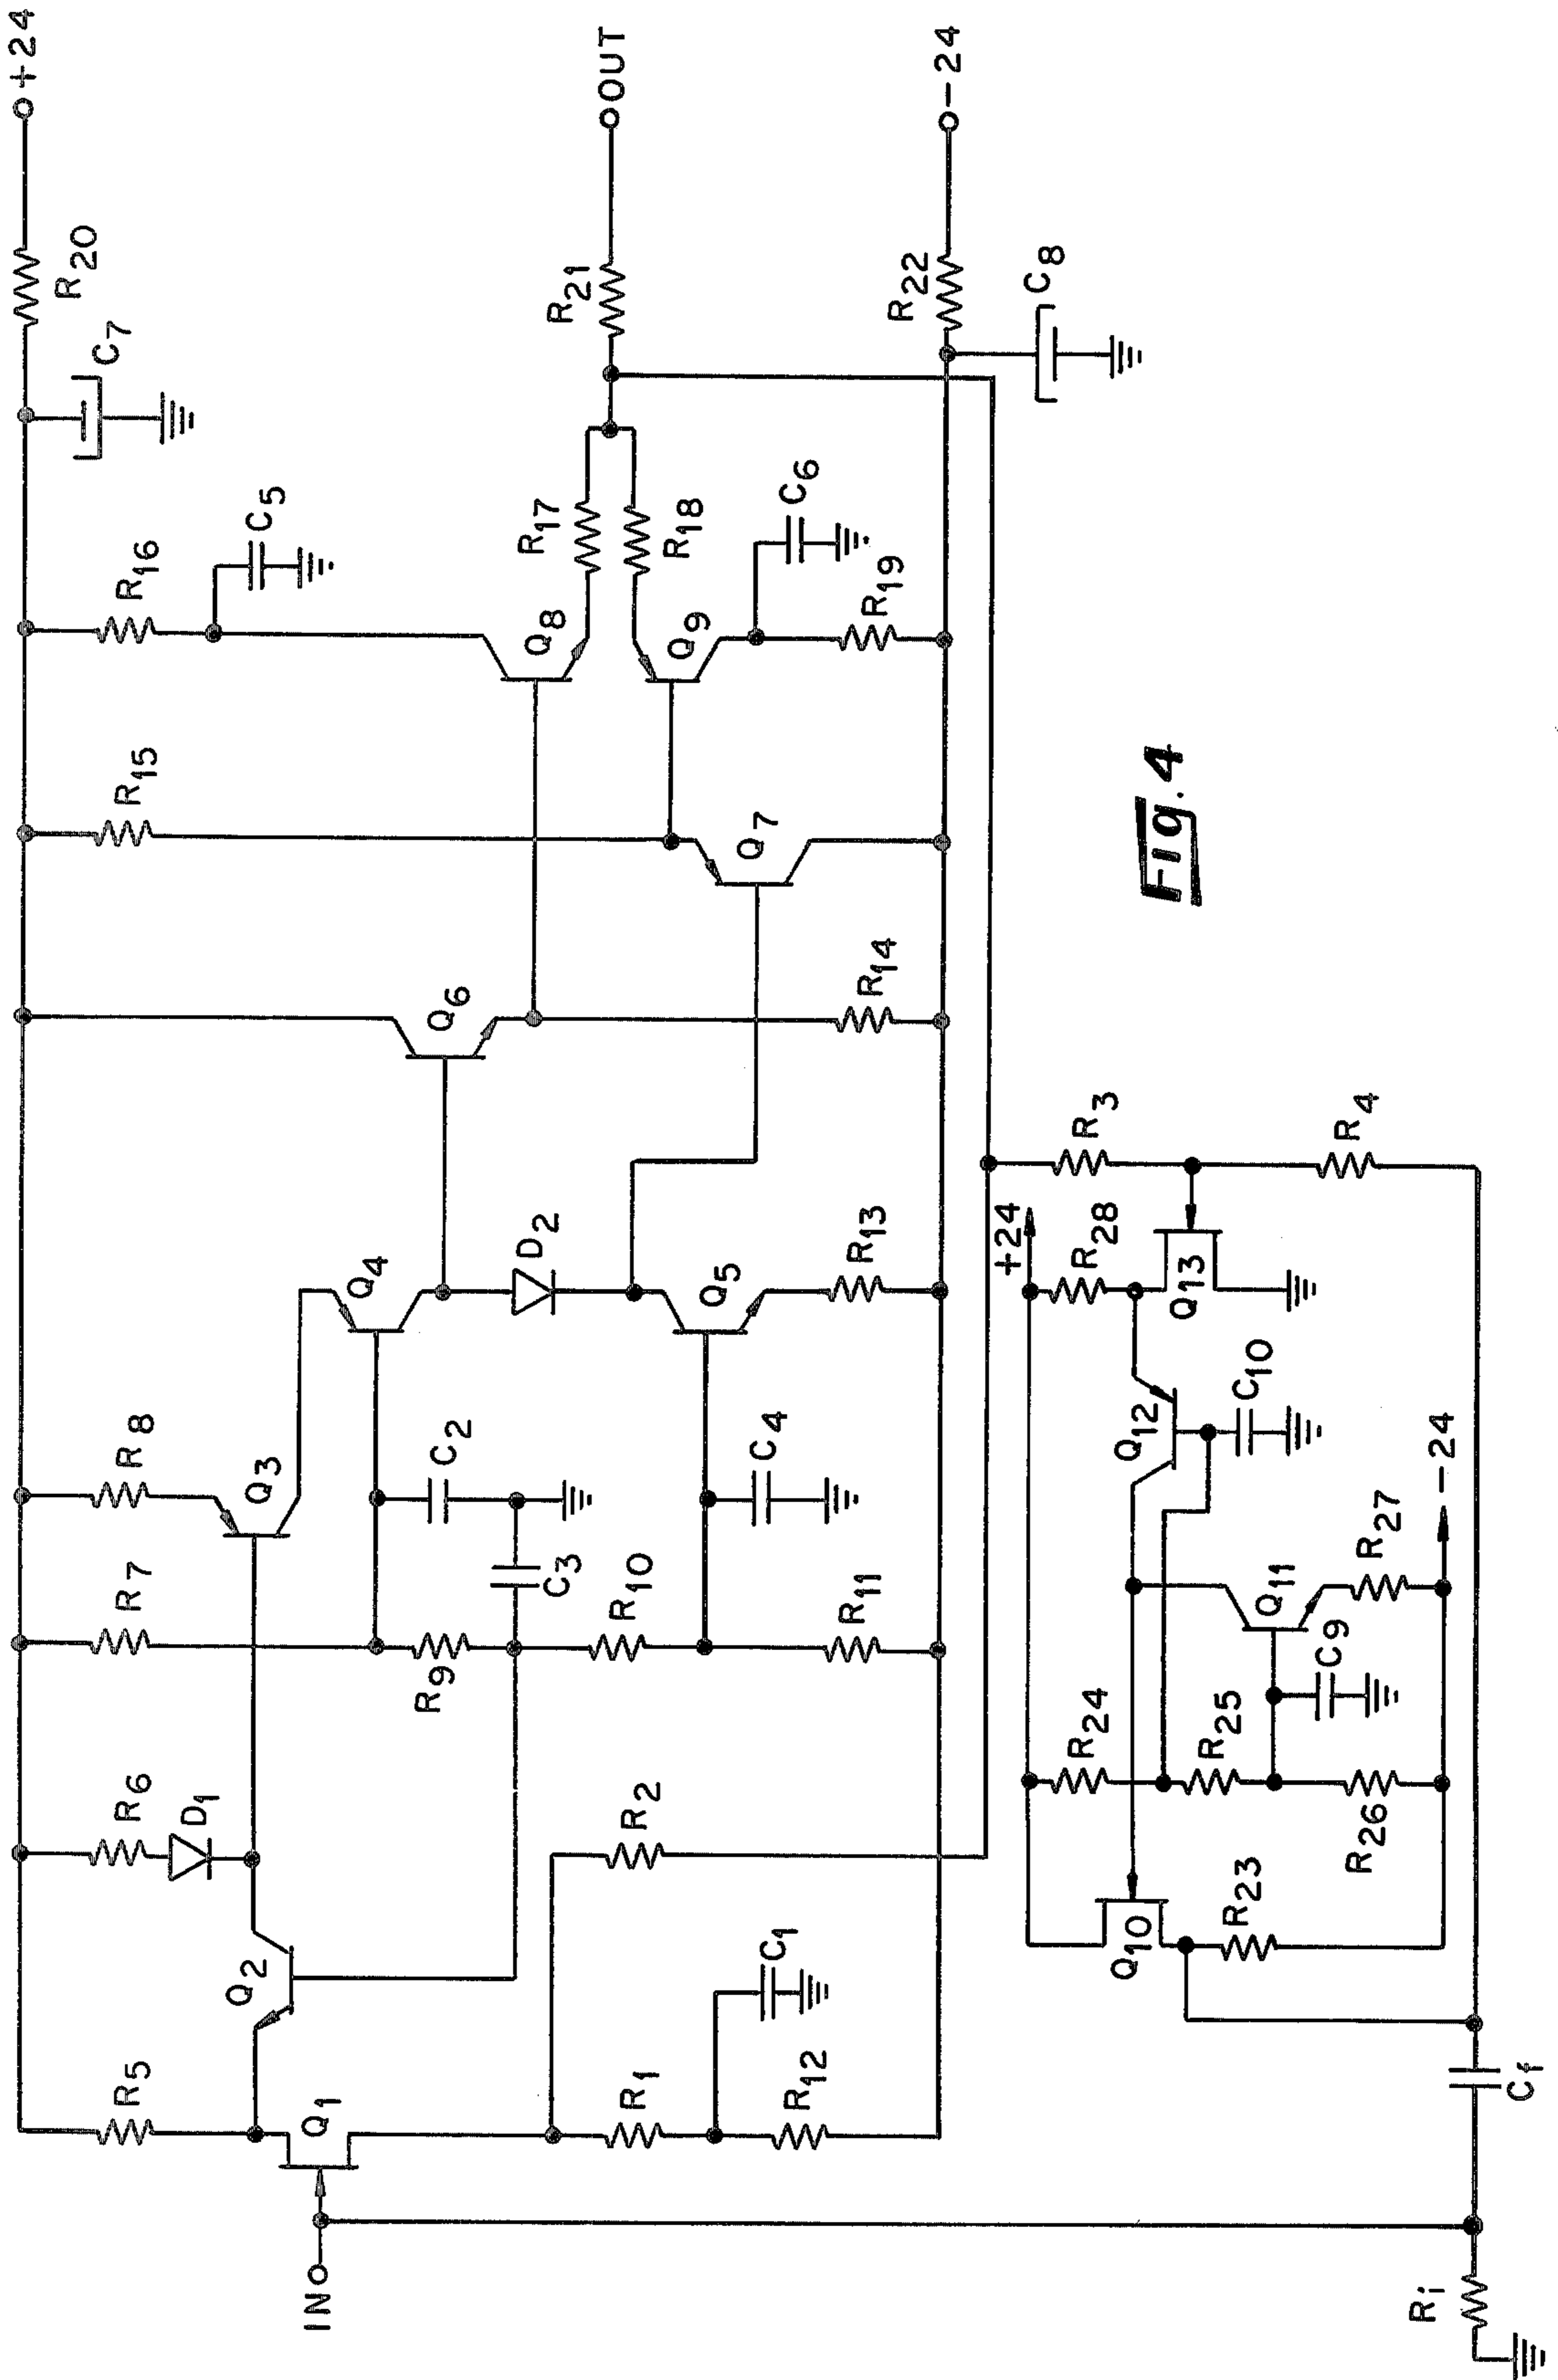 +24
R20
C7
R16
C5
R15
R17
R21
OUT
R18
Q8
Q9
C6
R19
R22
-24
C8
Q6
Q7
R14
R8
Q3
Q4
D2
Q5
R13
R7
R9
C2
C3
R10
C4
R11
R6
D1
Q2
R5
Q1
R2
R1
C1
R12
IN
R3
R4
+24
R28
Q13
Q12
C10
Q11
R27
-24
R24
R25
C9
R26
Q10
R23
Cf
Ri
Fig. 4